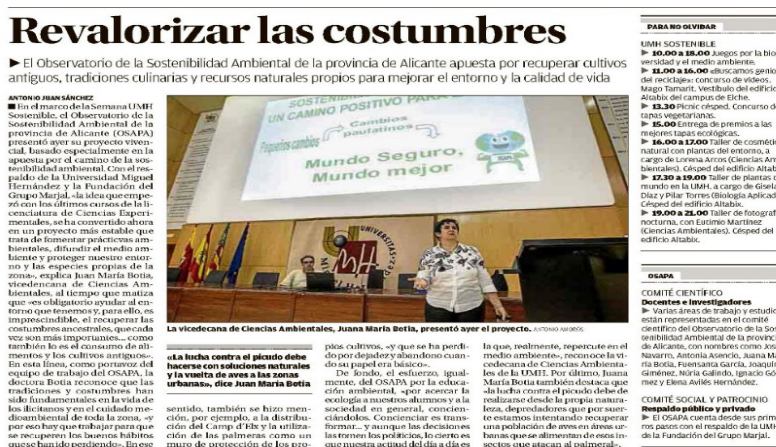 Revalorizar las costumbres
▶ El Observatorio de la Sostenibilidad Ambiental de la provincia de Alicante apuesta por recuperar cultivos
antiguos, tradiciones culinarias y recursos naturales propios para mejorar el entorno y la calidad de vida
ANTONIO JUAN SÁNCHEZ
■ En el marco de la Semana UMH
Sostenible, el Observatorio de la
Sostenibilidad Ambiental de la
provincia de Alicante (OSAPA)
presentó ayer su proyecto viven-
cial, basado especialmente en la
apuesta por el camino de la sos-
tenibilidad ambiental. Con el res-
paldo de la Universidad Miguel
Hernández y la Fundación del
Grupo Marjal, «la idea que empe-
zó con los últimos cursos de la li-
cenciatura de Ciencias Experi-
mentales, se ha convertido ahora
en un proyecto más estable que
trata de fomentar prácticas am-
bientales, difundir el medio am-
biente y proteger nuestro entor-
no y las especies propias de la
zona», explica Juan María Botia,
vicedecana de Ciencias Am-
bientales, al tiempo que matiza
que «es obligatorio ayudar al en-
torno que tenemos y, para ello, es
imprescindible, el recuperar las
costumbres ancestrales, que cada
vez son más importantes... como
también lo es el consumo de ali-
mentos y los cultivos antiguos».
En esta línea, como portavoz del
equipo de trabajo del OSAPA, la
doctora Botia reconoce que las
tradiciones y costumbres han
sido fundamentales en la vida de
los ilicitanos y en el cuidado me-
dioambiental de toda la zona, «y
por eso hay que trabajar para que
se recuperen los buenos hábitos
que se han ido perdiendo». En ese
SOSTENIBILID
UN CAMINO POSITIVO PARA
Pequeños cambios
Cambios
paulatinos
Mundo Seguro,
Mundo mejor
OSAPA
UNIVERSITAS
La vicedecana de Ciencias Ambientales, Juana María Botia, presentó ayer el proyecto. ANTONIO AMORÓS
«La lucha contra el picudo debe
hacerse con soluciones naturales
y la vuelta de aves a las zonas
urbanas», dice Juan María Botia
sentido, también se hizo men-
ción, por ejemplo, a la distribu-
ción del Camp d'Elx y la utiliza-
ción de las palmeras como un
muro de protección de los pro-
pios cultivos, «y que se ha perdi-
do por dejadez y abandono cuan-
do su papel era básico».
De fondo, el esfuerzo, igual-
mente, del OSAPA por la educa-
ción ambiental, «por acercar la
ecología a nuestros alumnos y a la
sociedad en general, concien-
ciándolos. Concienciar es trans-
formar... y aunque las decisiones
las tomen los políticos, lo cierto es
que nuestra actitud del día a día es
la que, realmente, repercute en el
medio ambiente», reconoce la vi-
cedecana de Ciencias Ambienta-
les de la UMH. Por último, Juana
María Botia también destaca que
«la lucha contra el picudo debe de
realizarse desde la propia natura-
leza, depredadores que por suer-
te estamos intentando recuperar
una población de aves en áreas ur-
banas que se alimentan de esos in-
sectos que atacan al palmeral».
PARA NO OLVIDAR
UMH SOSTENIBLE
▶ 10.00 a 18.00 Juegos por la bio
versidad y el medio ambiente.
▶ 11.00 a 16.00 «Buscamos genio
del reciclaje»: concurso de vídeos.
Mago Tamarit. Vestíbulo del edificio
Altabix del campus de Elche.
▶ 13.30 Picnic césped. Concurso d
tapas vegetarianas.
▶ 15.00 Entrega de premios a las
mejores tapas ecológicas.
▶ 16.00 a 17.00 Taller de cosmétic
natural con plantas del entorno, a
cargo de Lorena Arcos (Ciencias Am
bientales). Césped del edificio Altabix.
▶ 17.30 a 19.00 Taller de plantas d
mundo en la UMH, a cargo de Gisela
Díaz y Pilar Torres (Biología Aplicad
Césped del edificio Altabix.
▶ 19.00 a 21.00 Taller de fotograf
nocturna, con Eutimio Martínez
(Ciencias Ambientales). Césped del
edificio Altabix.
OSAPA
COMITÉ CIENTÍFICO
Docentes e Investigadores
▶ Varias áreas de trabajo y estudio
están representadas en el comité
científico del Observatorio de la Sos
tenibilidad Ambiental de la provinci
de Alicante, con nombres como José
Navarro, Antonia Asencio, Juana Ma
ría Botia, Fuensanta García, Joaquín
Giménez, Nuria Galindo, Ignacio Gó
mez y Elena Avilés Hernández.
COMITÉ SOCIAL Y PATROCINIO
Respaldo público y privado
▶ El OSAPA cuenta desde sus prim
ros pasos con el respaldo de la UMH
la Fundación del Grupo Marjal.